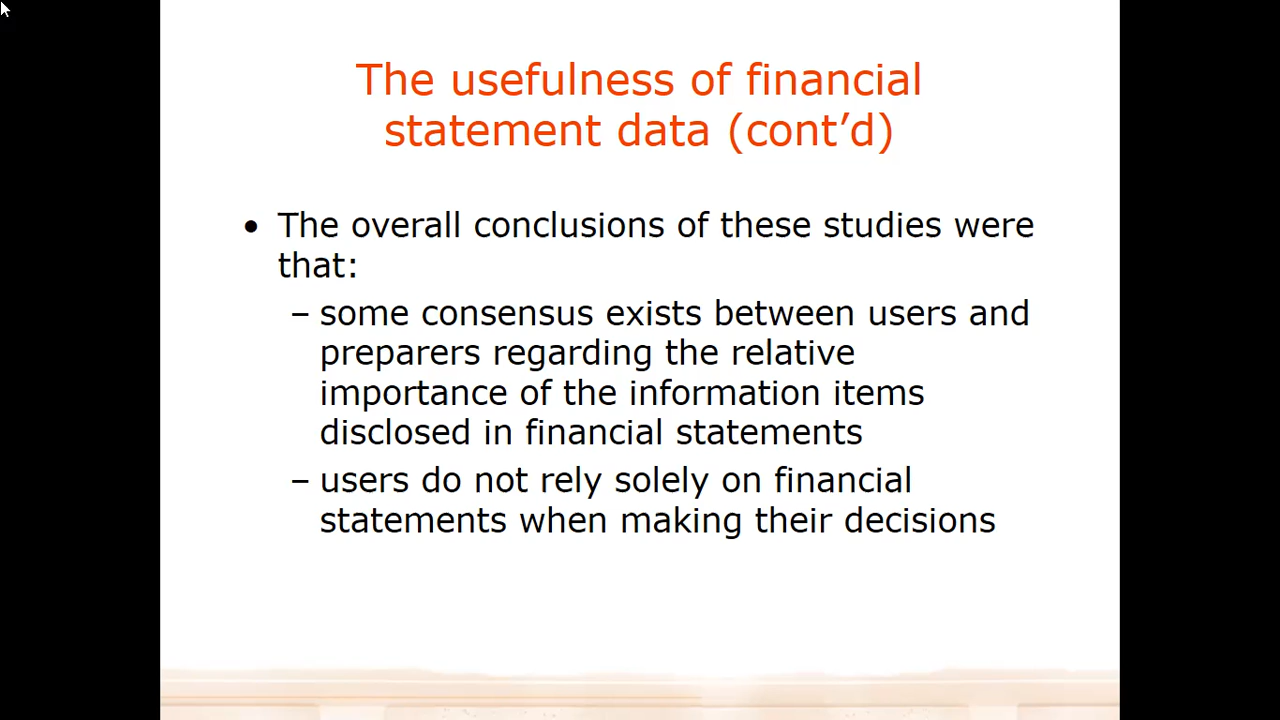 The usefulness of financial
statement data (cont’d)
• The overall conclusions of these studies were
that:
– some consensus exists between users and
preparers regarding the relative
importance of the information items
disclosed in financial statements
– users do not rely solely on financial
statements when making their decisions